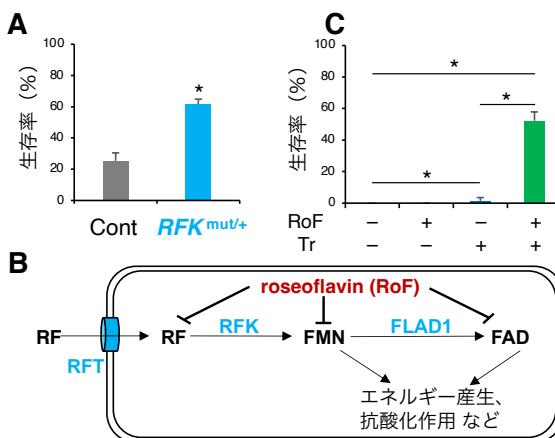 A
生存率（%）
100
80
60
40
20
0
*
Cont
RFK mut/+
C
生存率（%）
100
80
60
40
20
0
*
*
*
RoF − + − +
Tr − − + +
B
roseoflavin (RoF)
RF RF RFK FMN FLAD1 FAD
RFT
エネルギー産生、
抗酸化作用 など